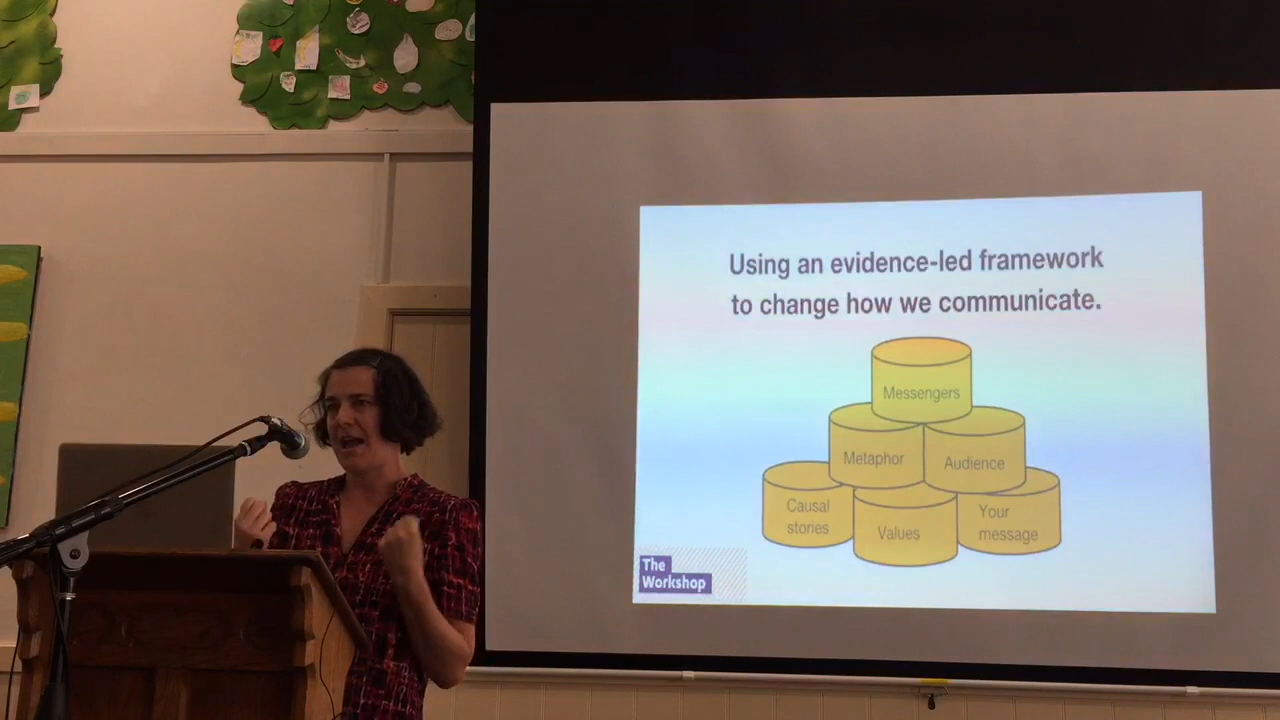 Using an evidence-led framework
to change how we communicate.
Messengers
Metaphor
Audience
Causal
stories
Values
Your
message
The
Workshop